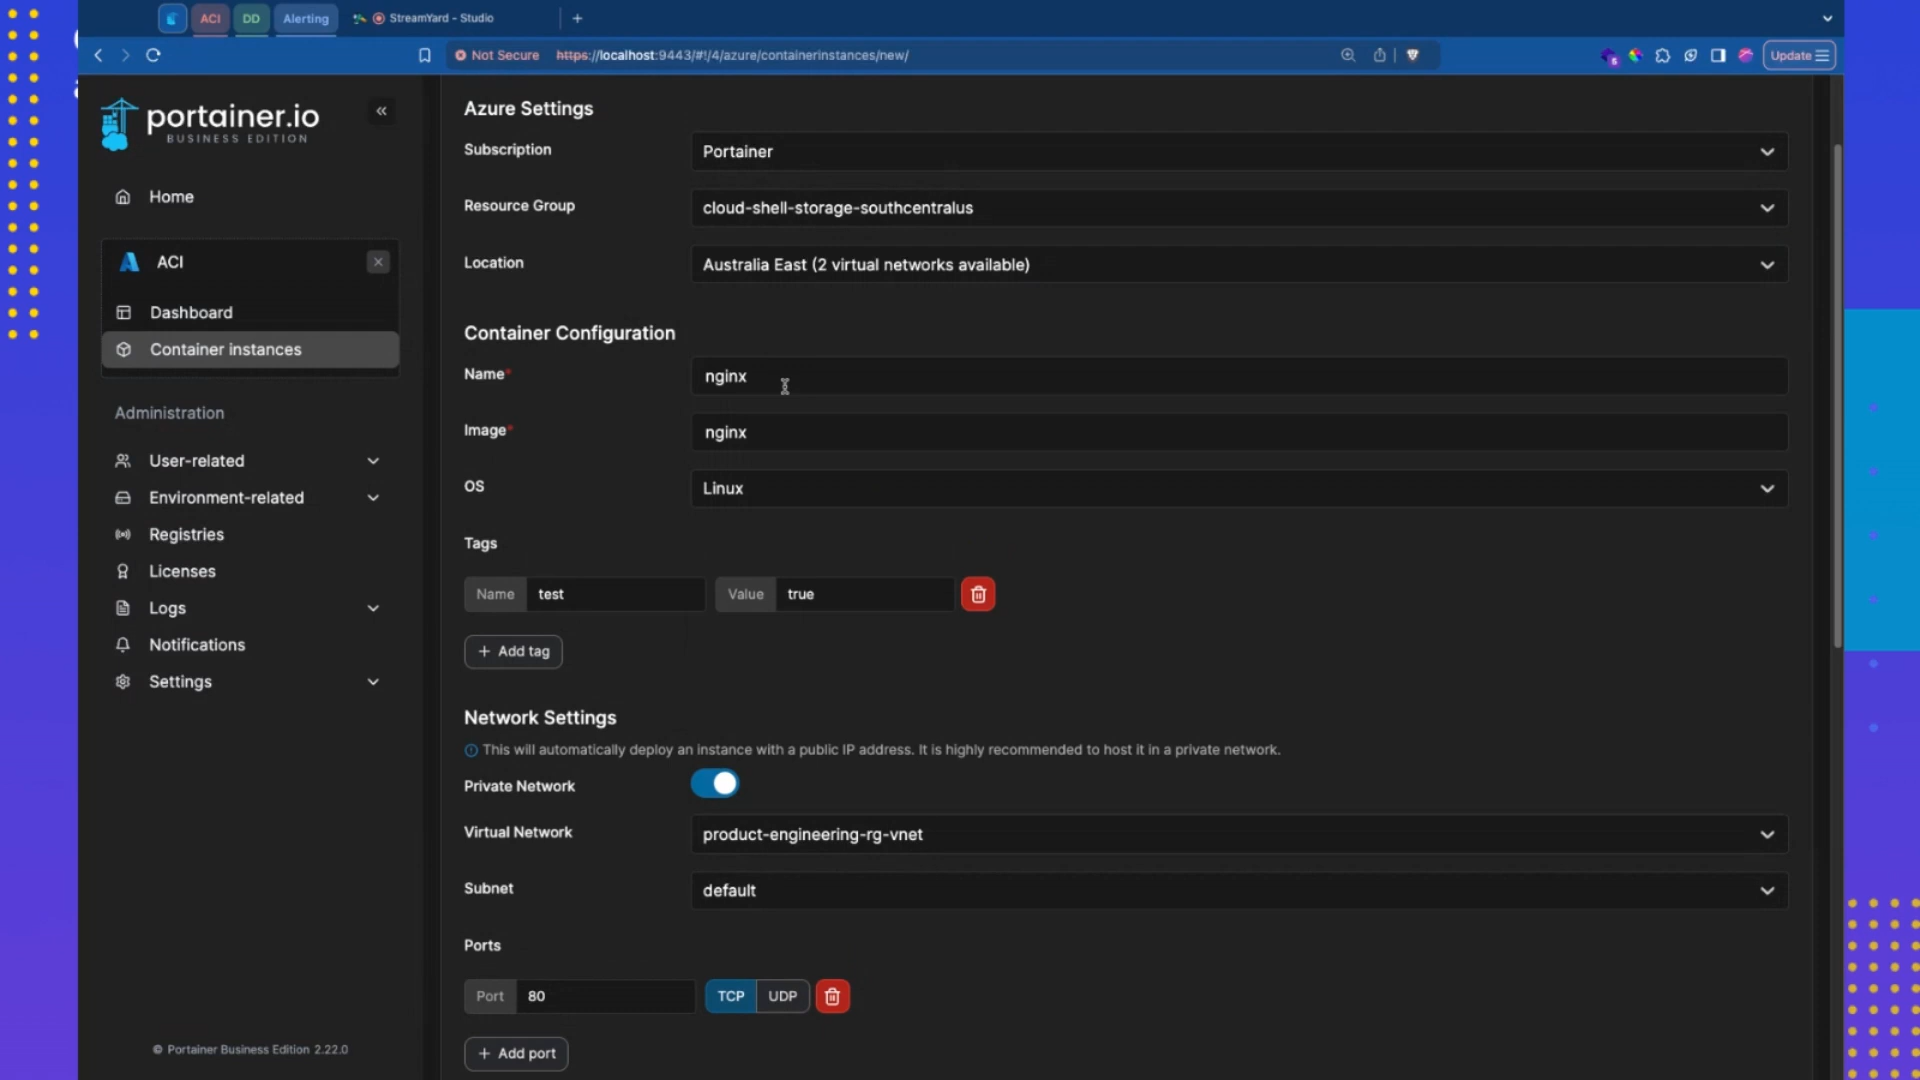 ACI
DD
Alerting
StreamYard - Studio
Not Secure
https://localhost:9443/#!/4/azure/containerinstances/new/
5
Update
portainer.io
BUSINESS EDITION
Home
ACI
Dashboard
Container instances
Administration
User-related
Environment-related
Registries
Licenses
Logs
Notifications
Settings
© Portainer Business Edition 2.22.0
Azure Settings
Subscription
Portainer
Resource Group
cloud-shell-storage-southcentralus
Location
Australia East (2 virtual networks available)
Container Configuration
Name*
nginx
Image*
nginx
OS
Linux
Tags
Name test Value true
+ Add tag
Network Settings
This will automatically deploy an instance with a public IP address. It is highly recommended to host it in a private network.
Private Network
Virtual Network
product-engineering-rg-vnet
Subnet
default
Ports
Port 80 TCP UDP
+ Add port